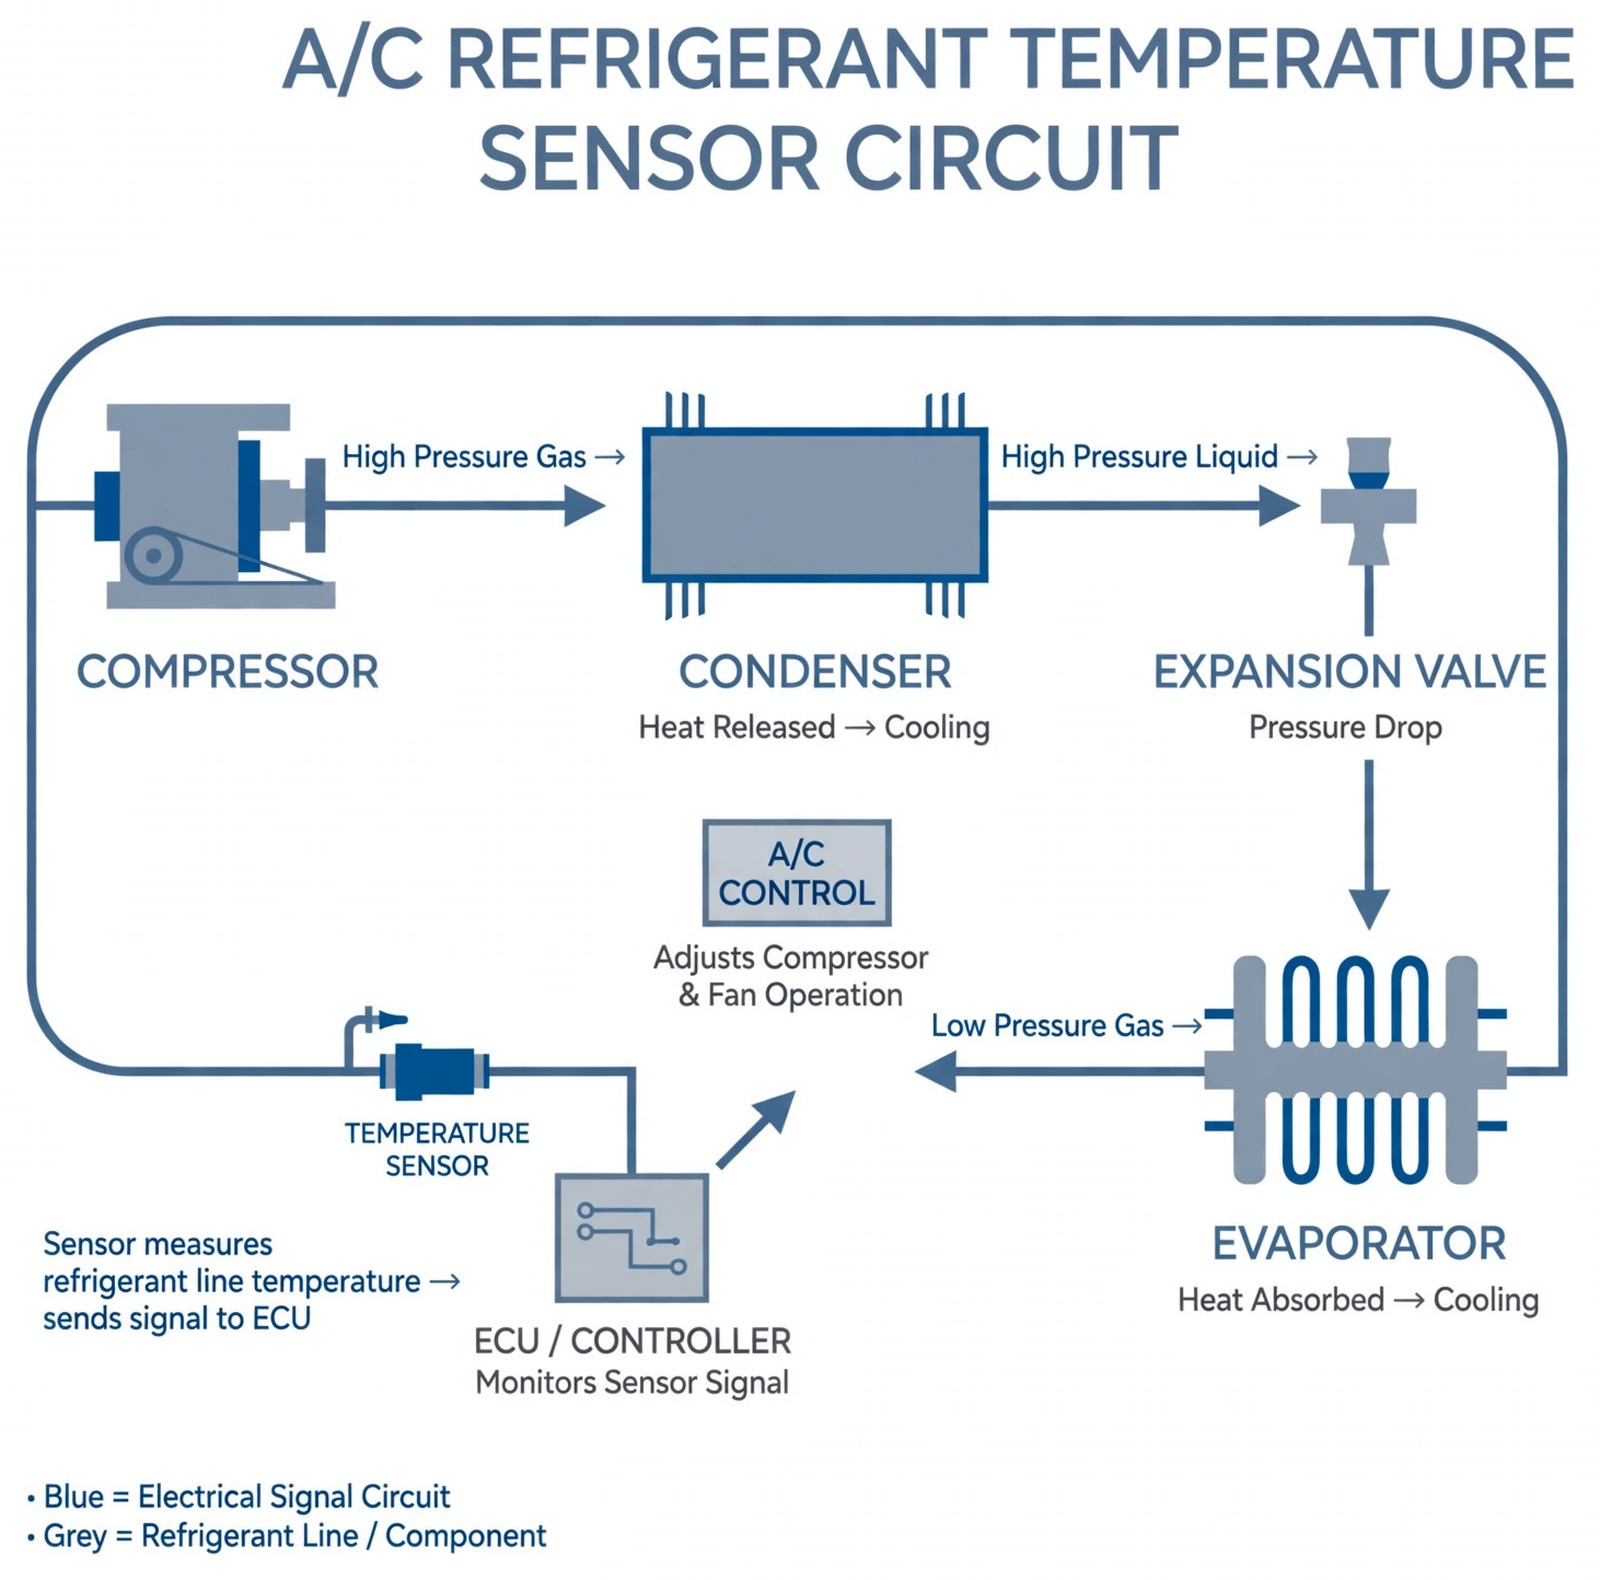 A/C REFRIGERANT TEMPERATURE
SENSOR CIRCUIT
High Pressure Gas →
High Pressure Liquid →
COMPRESSOR
CONDENSER
Heat Released → Cooling
EXPANSION VALVE
Pressure Drop
A/C
CONTROL
Adjusts Compressor
& Fan Operation
Low Pressure Gas →
TEMPERATURE
SENSOR
Sensor measures
refrigerant line temperature →
sends signal to ECU
ECU / CONTROLLER
Monitors Sensor Signal
EVAPORATOR
Heat Absorbed → Cooling
• Blue = Electrical Signal Circuit
• Grey = Refrigerant Line / Component